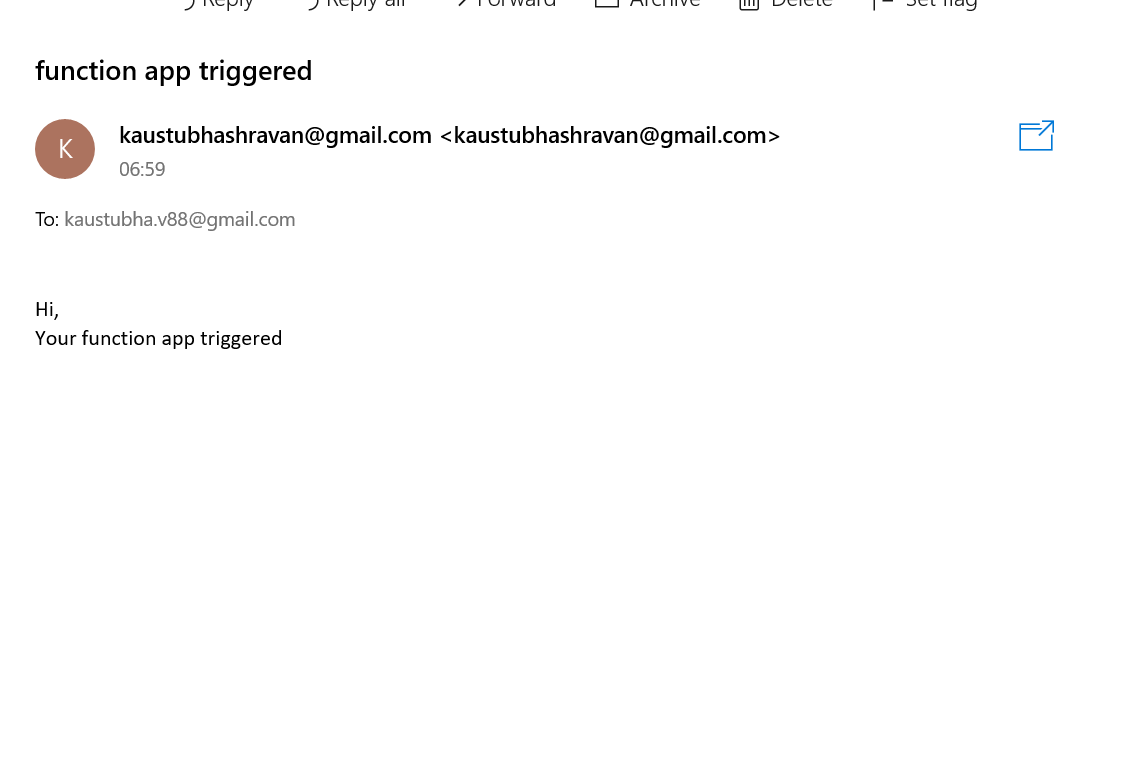 Reply Reply all Forward Archive Delete Set flag
function app triggered
K
kaustubhashravan@gmail.com <kaustubhashravan@gmail.com>
06:59
To: kaustubha.v88@gmail.com
Hi,
Your function app triggered